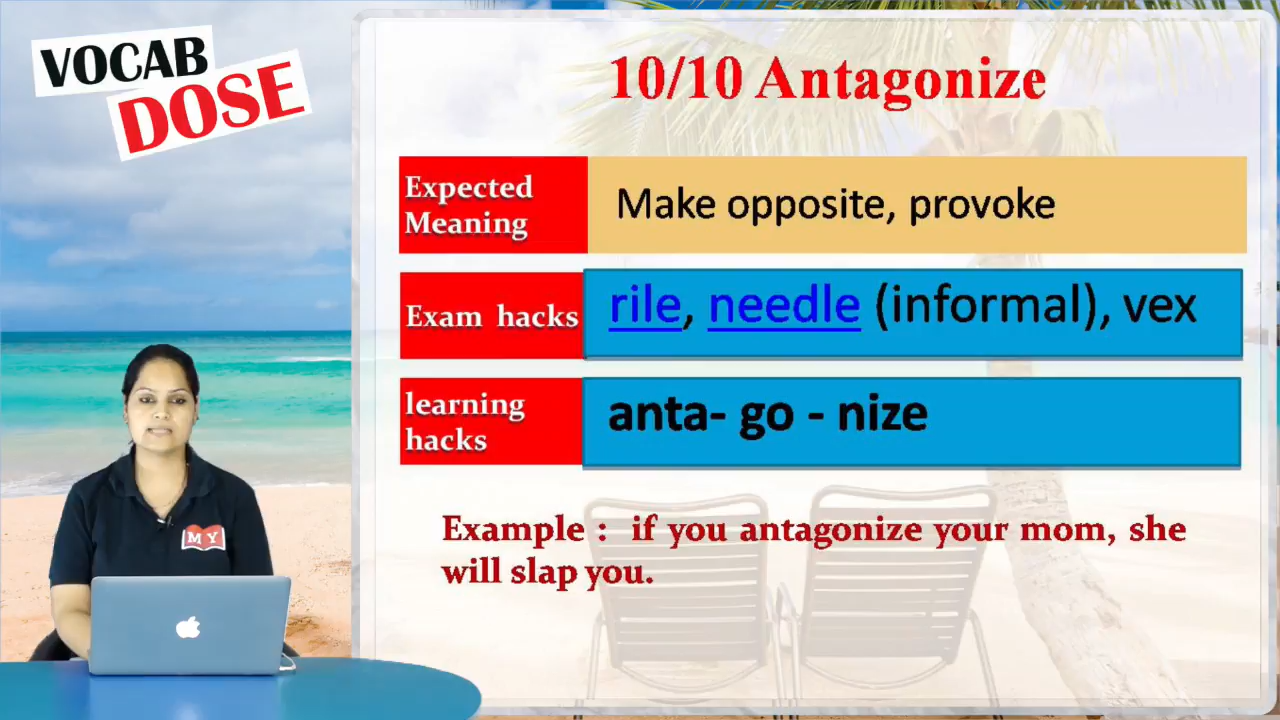 VOCAB
DOSE
10/10 Antagonize
Expected
Meaning
Make opposite, provoke
Exam hacks
rile, needle (informal), vex
learning
hacks
anta- go - nize
Example : if you antagonize your mom, she
will slap you.
M Y